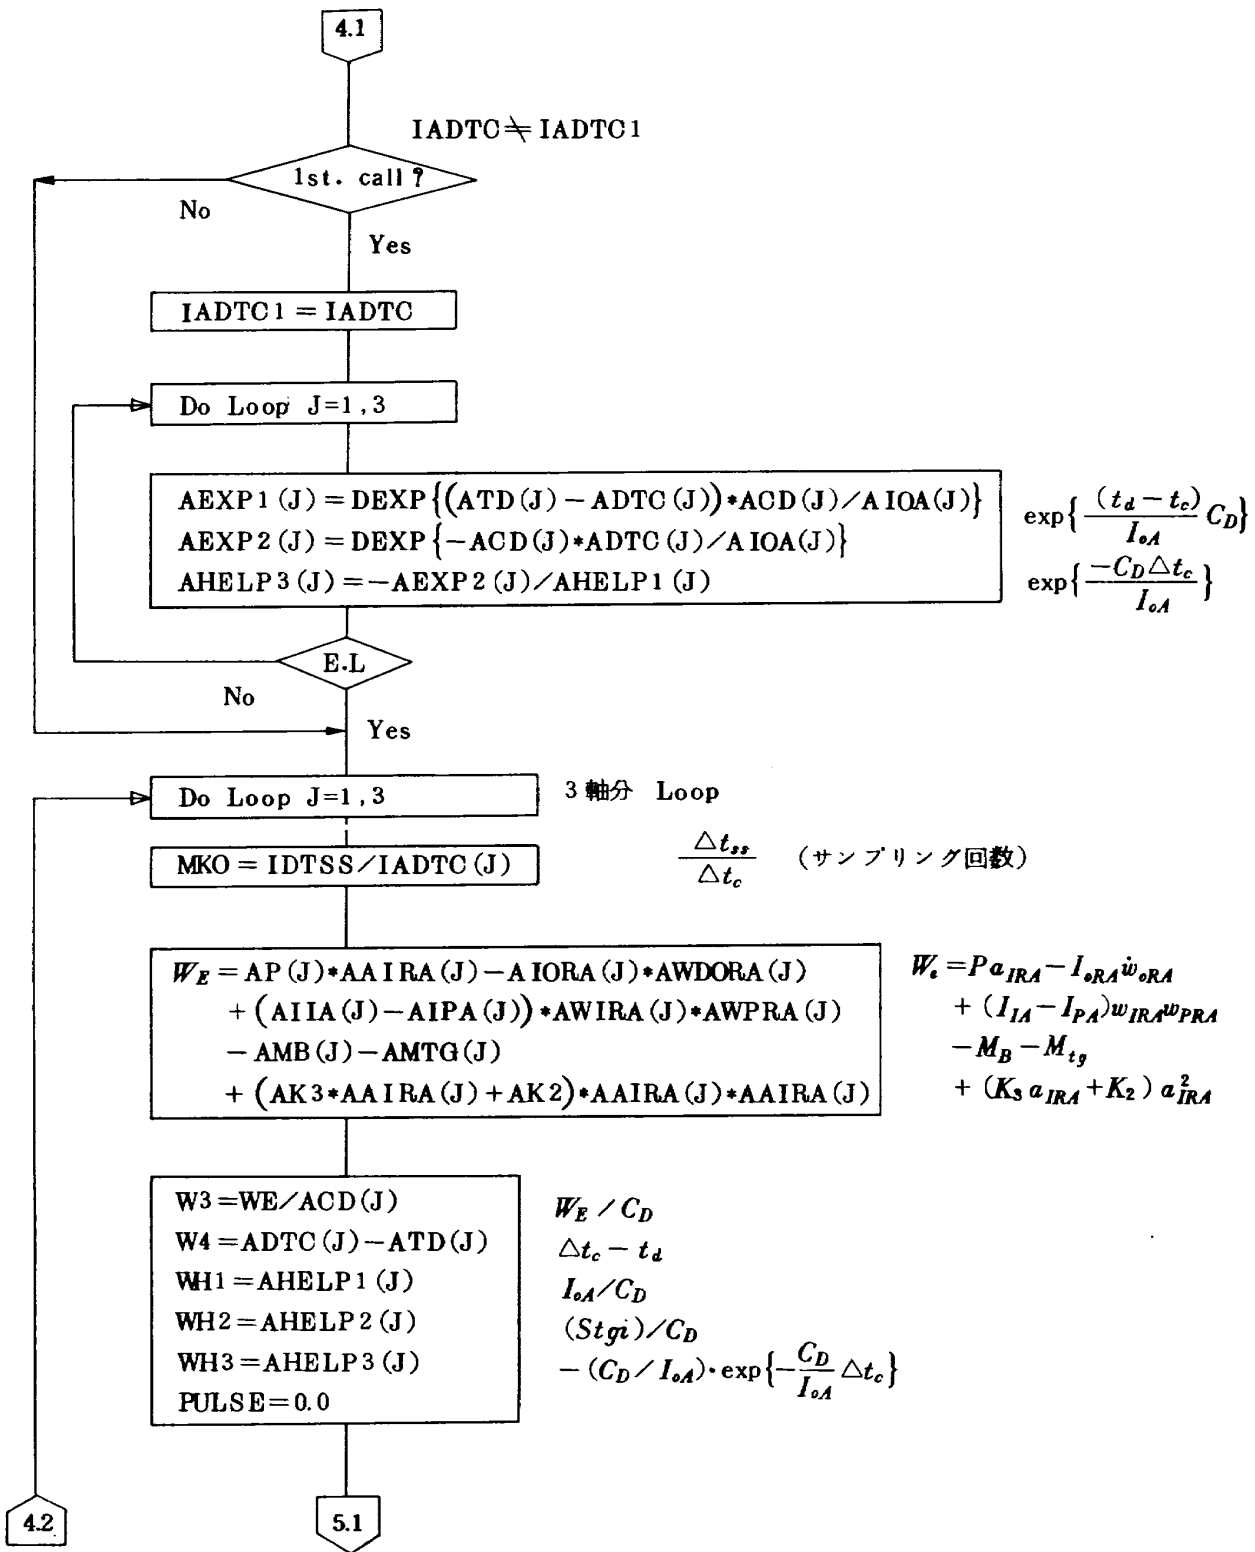 4.1
IADTC ≠ IADTC1
1st. call ?
No
Yes
IADTC1 = IADTC
Do Loop J=1,3
AEXP1(J) = DEXP{(ATD(J) − ADTC(J))*ACD(J)/AIOA(J)}
AEXP2(J) = DEXP{−ACD(J)*ADTC(J)/AIOA(J)}
AHELP3(J) = −AEXP2(J)/AHELP1(J)
exp{(t_d − t_c)/I_oA C_D}
exp{−C_D △t_c/I_oA}
E.L
No
Yes
Do Loop J=1,3
3軸分 Loop
MKO = IDTSS/IADTC(J)
△t_ss/△t_c (サンプリング回数)
W_E = AP(J)*AAIRA(J)−AIORA(J)*AWDORA(J)
+ (AIIA(J)−AIPA(J))*AWIRA(J)*AWPRA(J)
− AMB(J)−AMTG(J)
+ (AK3*AAIRA(J)+AK2)*AAIRA(J)*AAIRA(J)
W_e = Pa_IRA − I_oRA ẇ_oRA
+ (I_IA − I_PA)w_IRA w_PRA
− M_B − M_tg
+ (K_3 a_IRA + K_2) a_IRA^2
W3 = WE/ACD(J)
W4 = ADTC(J)−ATD(J)
WH1 = AHELP1(J)
WH2 = AHELP2(J)
WH3 = AHELP3(J)
PULSE = 0.0
W_E / C_D
△t_c − t_d
I_oA/C_D
(Stgi)/C_D
− (C_D / I_oA)・exp{−C_D/I_oA △t_c}
4.2
5.1